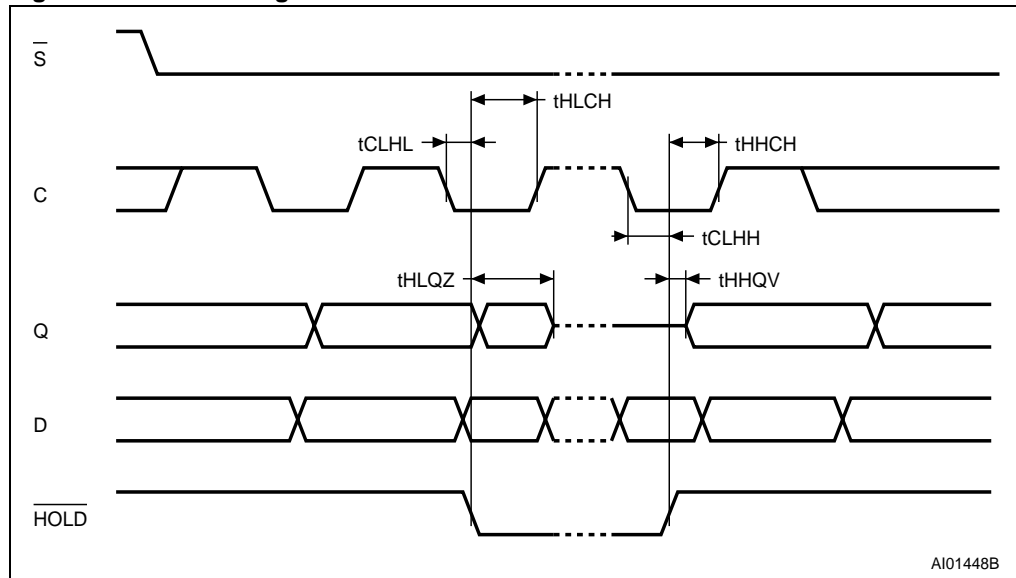 S
tHLCH
tCLHL
tHHCH
C
tCLHH
tHLQZ
tHHQV
Q
D
HOLD
AI01448B